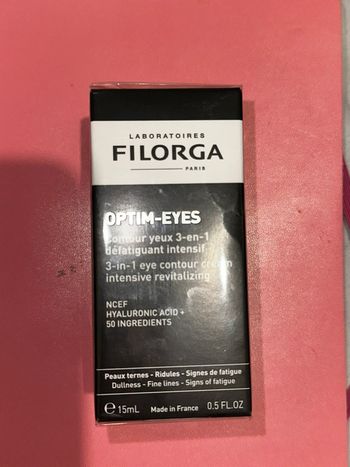 LABORATOIRES
FILORGA
PARIS
OPTIM-EYES
Contour yeux 3-en-1
défatiguant intensif
3-in-1 eye contour cream
intensive revitalizing
NCEF
HYALURONIC ACID +
50 INGREDIENTS
Peaux ternes - Ridules - Signes de fatigue
Dullness - Fine lines - Signs of fatigue
℮ 15mL Made in France 0.5 FL.OZ